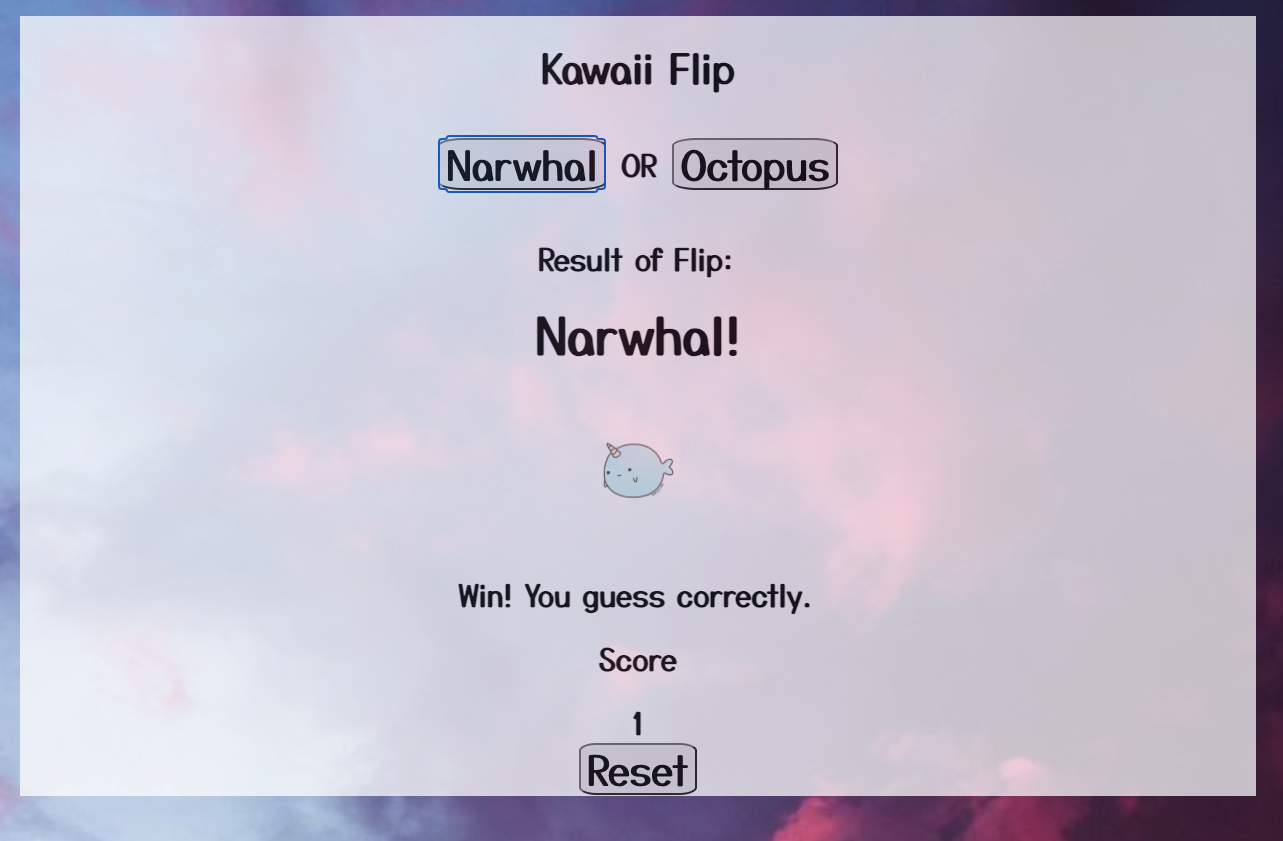 Kawaii Flip
Narwhal OR Octopus
Result of Flip:
Narwhal!
Win! You guess correctly.
Score
1
Reset